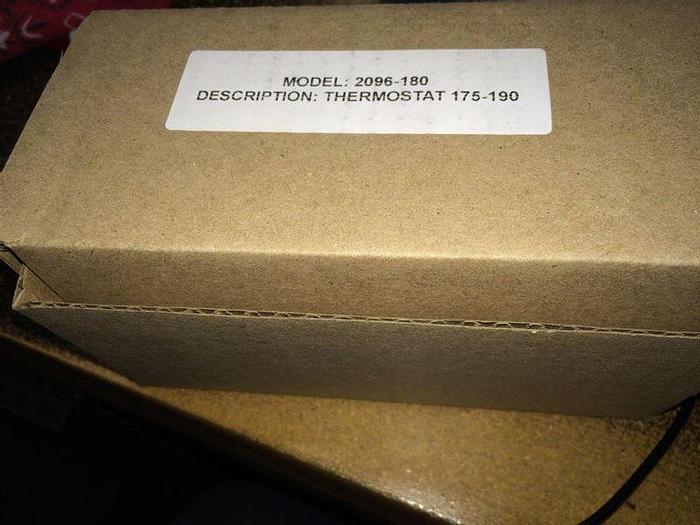 MODEL: 2096-180
DESCRIPTION: THERMOSTAT 175-190